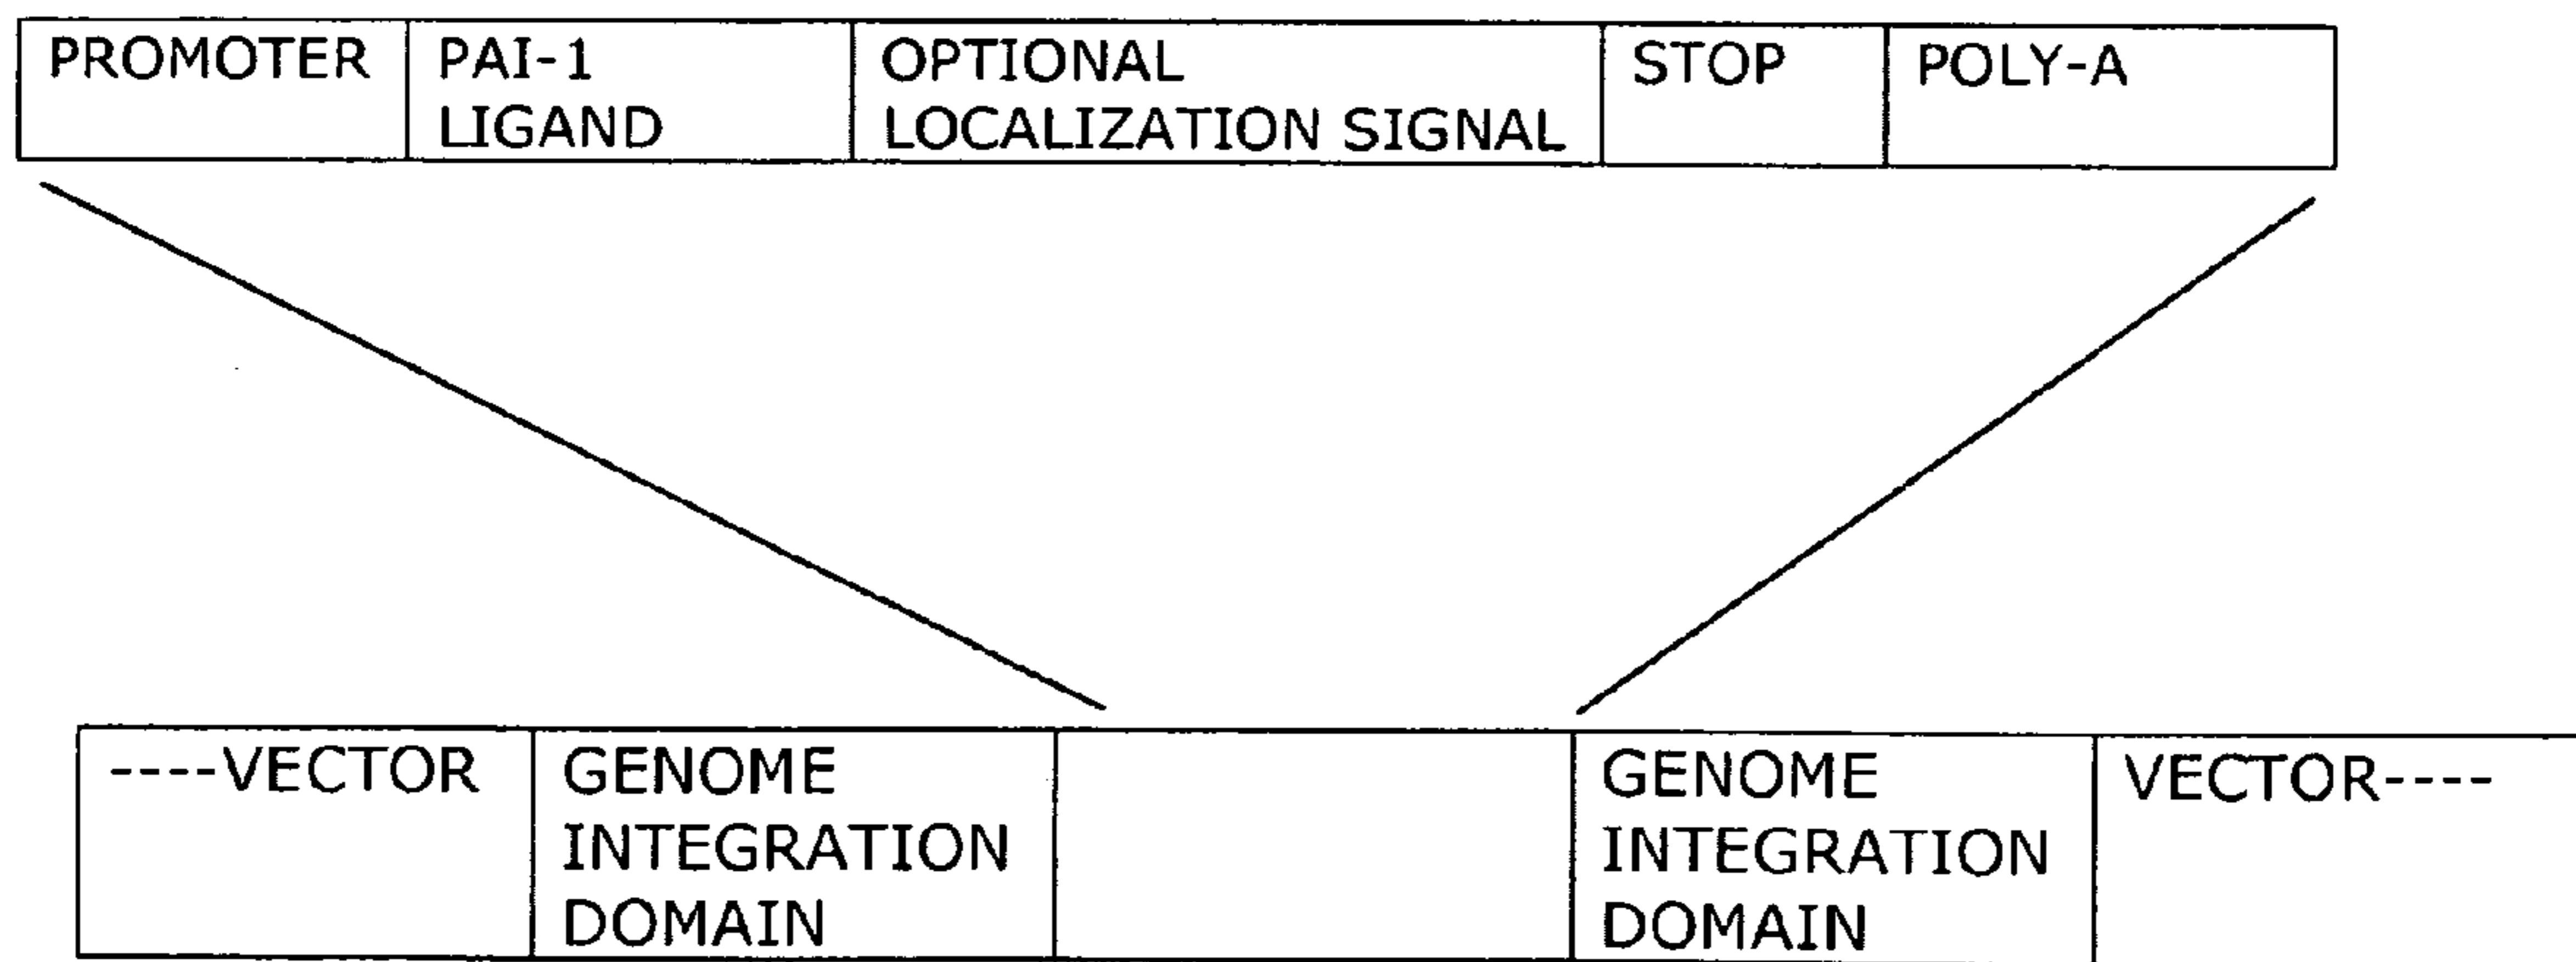 PROMOTER
PAI-1
LIGAND
OPTIONAL
LOCALIZATION SIGNAL
STOP
POLY-A
----VECTOR
GENOME
INTEGRATION
DOMAIN
GENOME
INTEGRATION
DOMAIN
VECTOR----